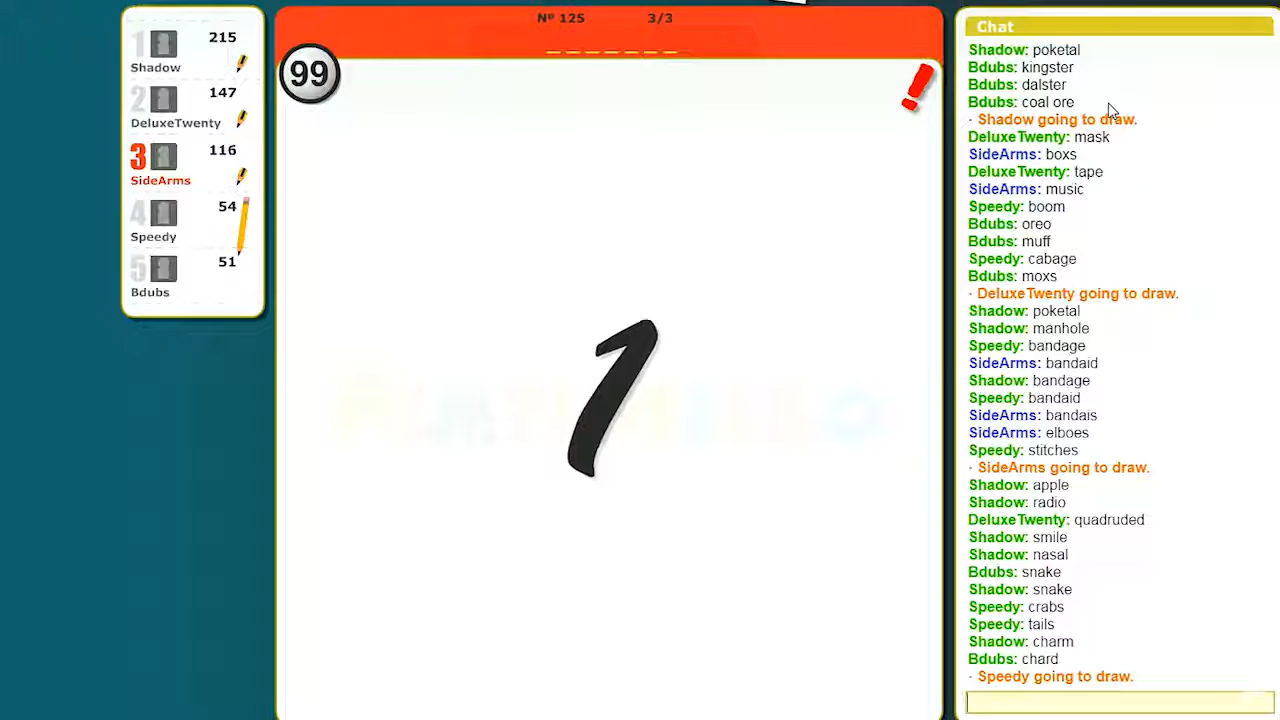 Nº 125 3/3
_ _ _ _ _ _ _
99
1 215
Shadow
2 147
DeluxeTwenty
3 116
SideArms
4 54
Speedy
5 51
Bdubs
1
Chat
Shadow: poketal
Bdubs: kingster
Bdubs: dalster
Bdubs: coal ore
· Shadow going to draw.
DeluxeTwenty: mask
SideArms: boxs
DeluxeTwenty: tape
SideArms: music
Speedy: boom
Bdubs: oreo
Bdubs: muff
Speedy: cabage
Bdubs: moxs
· DeluxeTwenty going to draw.
Shadow: poketal
Shadow: manhole
Speedy: bandage
SideArms: bandaid
Shadow: bandage
Speedy: bandaid
SideArms: bandais
SideArms: elboes
Speedy: stitches
· SideArms going to draw.
Shadow: apple
Shadow: radio
DeluxeTwenty: quadruded
Shadow: smile
Shadow: nasal
Bdubs: snake
Shadow: snake
Speedy: crabs
Speedy: tails
Shadow: charm
Bdubs: chard
· Speedy going to draw.